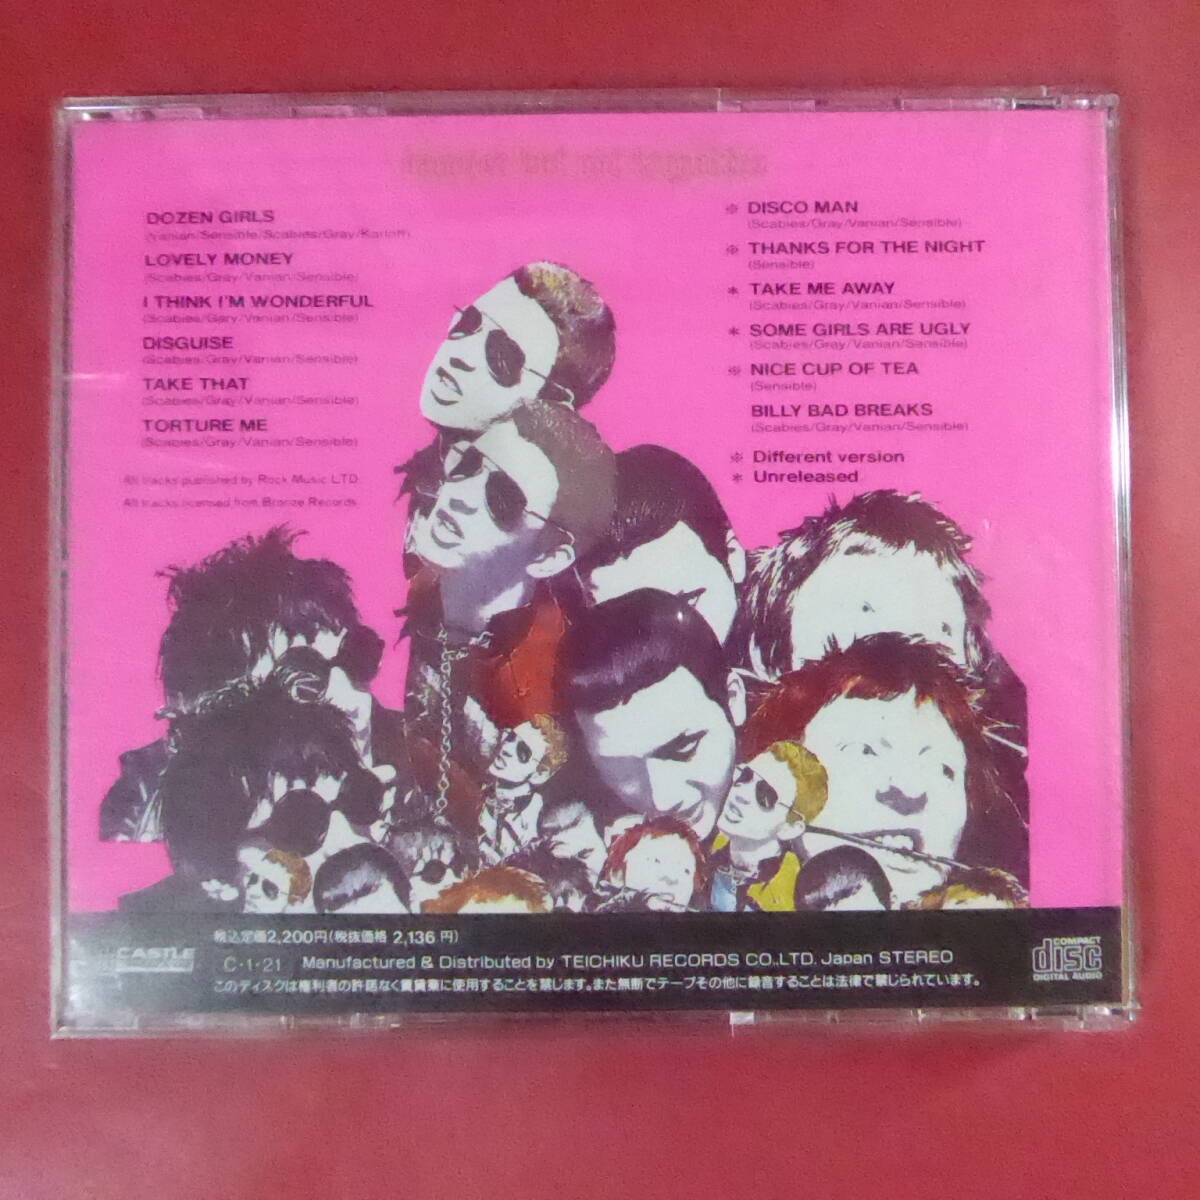 DOZEN GIRLS
(Vanian/Sensible/Scabies/Gray/Karloff)
LOVELY MONEY
(Scabies/Gray/Vanian/Sensible)
I THINK I'M WONDERFUL
(Scabies/Gary/Vanian/Sensible)
DISGUISE
(Scabies/Gray/Vanian/Sensible)
TAKE THAT
(Scabies/Gray/Vanian/Sensible)
TORTURE ME
(Scabies/Gray/Vanian/Sensible)
All tracks published by Rock Music LTD
All tracks licensed from Bronze Records
※ DISCO MAN
(Scabies/Gray/Vanian/Sensible)
※ THANKS FOR THE NIGHT
(Sensible)
* TAKE ME AWAY
(Scabies/Gray/Vanian/Sensible)
* SOME GIRLS ARE UGLY
(Scabies/Gray/Vanian/Sensible)
※ NICE CUP OF TEA
(Sensible)
BILLY BAD BREAKS
(Scabies/Gray/Vanian/Sensible)
※ Different version
* Unreleased
CASTLE
税込定価2,200円(税抜価格 2,136 円)
C・1・21 Manufactured & Distributed by TEICHIKU RECORDS CO.,LTD. Japan STEREO
このディスクは権利者の許諾なく賃貸業に使用することを禁じます。また無断でテープその他に録音することは法律で禁じられています。
COMPACT
disc
DIGITAL AUDIO